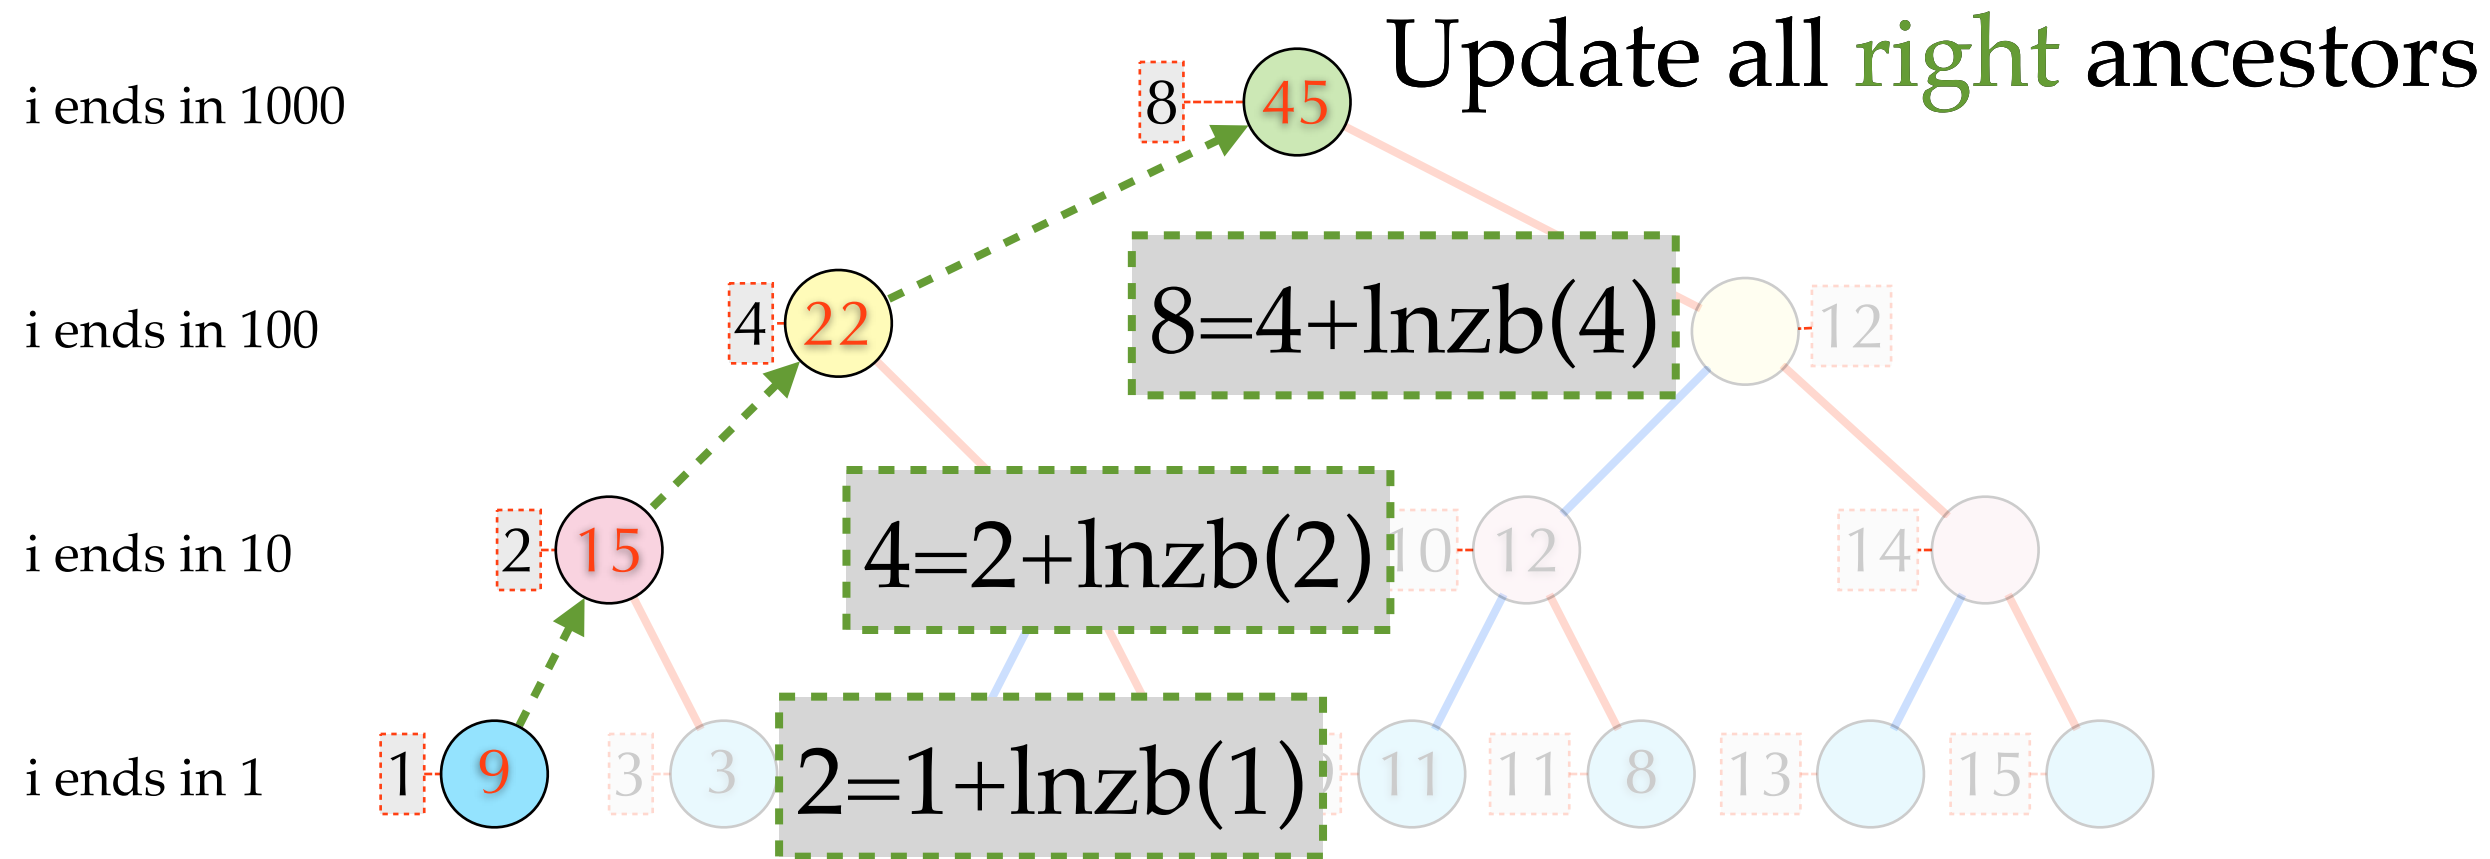 Update all right ancestors
i ends in 1000
8
45
8=4+lnzb(4)
i ends in 100
4
22
12
4=2+lnzb(2)
i ends in 10
2
15
10
12
14
2=1+lnzb(1)
i ends in 1
1
9
3
3
11
11
8
13
15